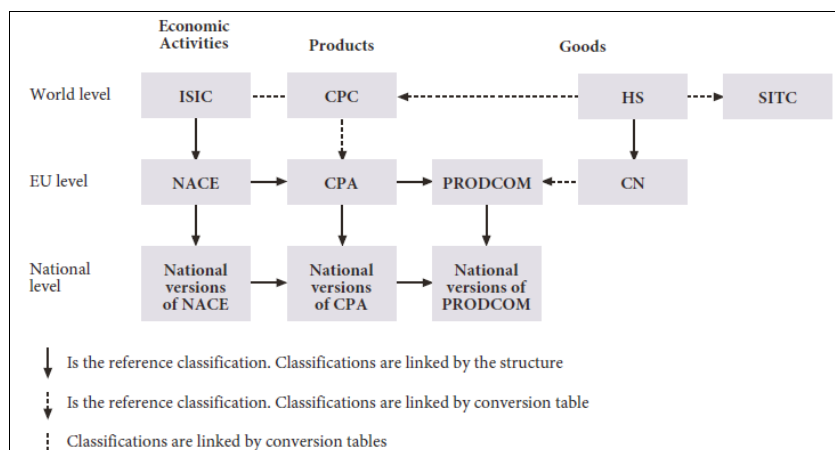 Economic
Activities
Products
Goods
World level
ISIC
CPC
HS
SITC
EU level
NACE
CPA
PRODCOM
CN
National
level
National
versions
of NACE
National
versions
of CPA
National
versions of
PRODCOM
Is the reference classification. Classifications are linked by the structure
Is the reference classification. Classifications are linked by conversion table
Classifications are linked by conversion tables